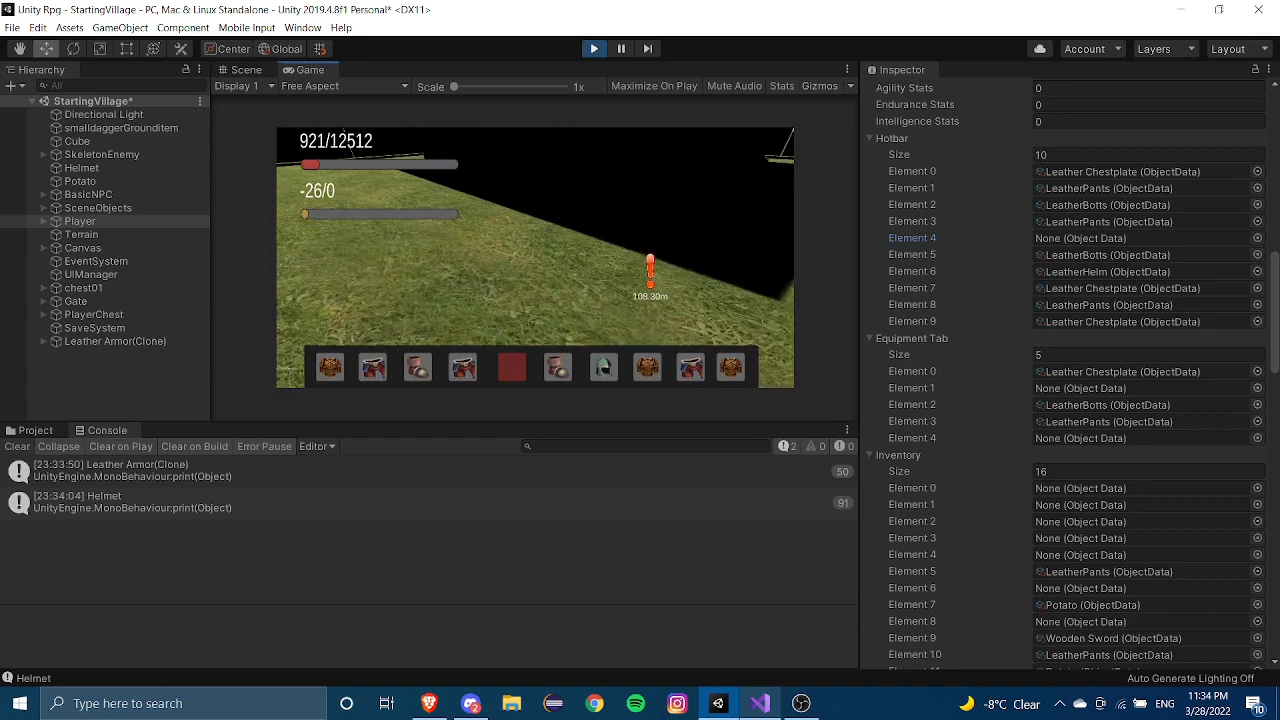 Unity Rpg - StartingVillage - PC, Mac & Linux Standalone - Unity 2019.4.8f1 Personal* <DX11>
File Edit Assets GameObject Component Mobile Input Window Help
Center Global Account Layers Layout
Hierarchy
All
StartingVillage*
Directional Light
smalldaggerGrounditem
Cube
SkeletonEnemy
Helmet
Potato
BasicNPC
SceneObjects
Player
Terrain
Canvas
EventSystem
UIManager
chest01
Gate
PlayerChest
SaveSystem
Leather Armor(Clone)
Scene Game
Display 1 Free Aspect Scale 1x Maximize On Play Mute Audio Stats Gizmos
921/12512
-26/0
108.30m
Project Console
Clear Collapse Clear on Play Clear on Build Error Pause Editor 2 0 0
[23:33:50] Leather Armor(Clone)
UnityEngine.MonoBehaviour:print(Object)
50
[23:34:04] Helmet
UnityEngine.MonoBehaviour:print(Object)
91
Inspector
Agility Stats 0
Endurance Stats 0
Intelligence Stats 0
Hotbar
Size 10
Element 0 Leather Chestplate (ObjectData)
Element 1 LeatherPants (ObjectData)
Element 2 LeatherBotts (ObjectData)
Element 3 LeatherPants (ObjectData)
Element 4 None (Object Data)
Element 5 LeatherBotts (ObjectData)
Element 6 LeatherHelm (ObjectData)
Element 7 Leather Chestplate (ObjectData)
Element 8 LeatherPants (ObjectData)
Element 9 Leather Chestplate (ObjectData)
Equipment Tab
Size 5
Element 0 Leather Chestplate (ObjectData)
Element 1 None (Object Data)
Element 2 LeatherBotts (ObjectData)
Element 3 LeatherPants (ObjectData)
Element 4 None (Object Data)
Inventory
Size 16
Element 0 None (Object Data)
Element 1 None (Object Data)
Element 2 None (Object Data)
Element 3 None (Object Data)
Element 4 None (Object Data)
Element 5 LeatherPants (ObjectData)
Element 6 None (Object Data)
Element 7 Potato (ObjectData)
Element 8 None (Object Data)
Element 9 Wooden Sword (ObjectData)
Element 10 LeatherPants (ObjectData)
Helmet
Auto Generate Lighting Off
Type here to search
-8°C Clear
11:34 PM
3/28/2022
10